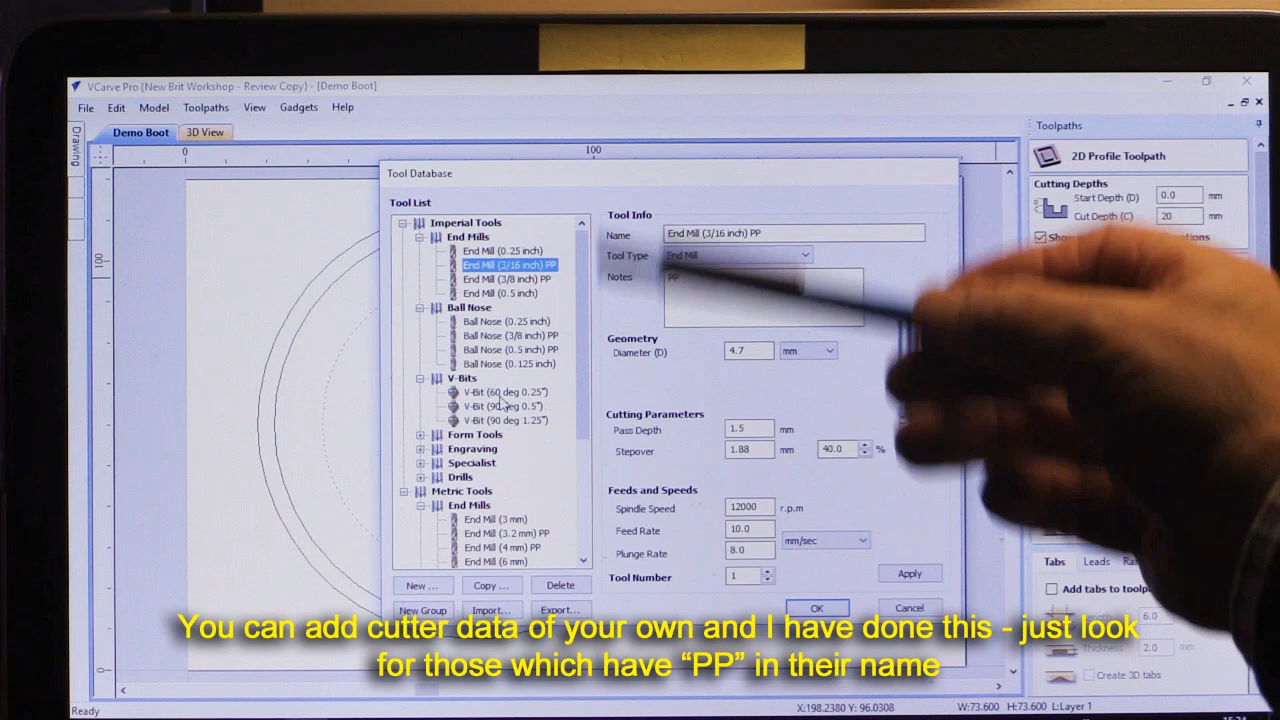 VCarve Pro {New Brit Workshop - Review Copy} - [Demo Boot]
File Edit Model Toolpaths View Gadgets Help
Drawing
Demo Boot 3D View
0 100
100
0
Tool Database
Tool List
Imperial Tools
End Mills
End Mill (0.25 inch)
End Mill (3/16 inch) PP
End Mill (3/8 inch) PP
End Mill (0.5 inch)
Ball Nose
Ball Nose (0.25 inch)
Ball Nose (3/8 inch) PP
Ball Nose (0.5 inch) PP
Ball Nose (0.125 inch)
V-Bits
V-Bit (60 deg 0.25")
V-Bit (90 deg 0.5")
V-Bit (90 deg 1.25")
Form Tools
Engraving
Specialist
Drills
Metric Tools
End Mills
End Mill (3 mm)
End Mill (3.2 mm) PP
End Mill (4 mm) PP
End Mill (6 mm)
New ... Copy ... Delete
New Group Import... Export...
Tool Info
Name End Mill (3/16 inch) PP
Tool Type End Mill
Notes PP
Geometry
Diameter (D) 4.7 mm
Cutting Parameters
Pass Depth 1.5 mm
Stepover 1.88 mm 40.0 %
Feeds and Speeds
Spindle Speed 12000 r.p.m
Feed Rate 10.0
mm/sec
Plunge Rate 8.0
Tool Number 1 Apply
OK Cancel
Toolpaths
2D Profile Toolpath
Cutting Depths
Start Depth (D) 0.0 mm
Cut Depth (C) 20 mm
Tabs Leads
Add tabs to toolp
6.0
Thickness 2.0 mm
Create 3D tabs
You can add cutter data of your own and I have done this - just look
for those which have “PP” in their name
Ready X:198.2380 Y: 96.0308 W:73.600 H:73.600 L:Layer 1